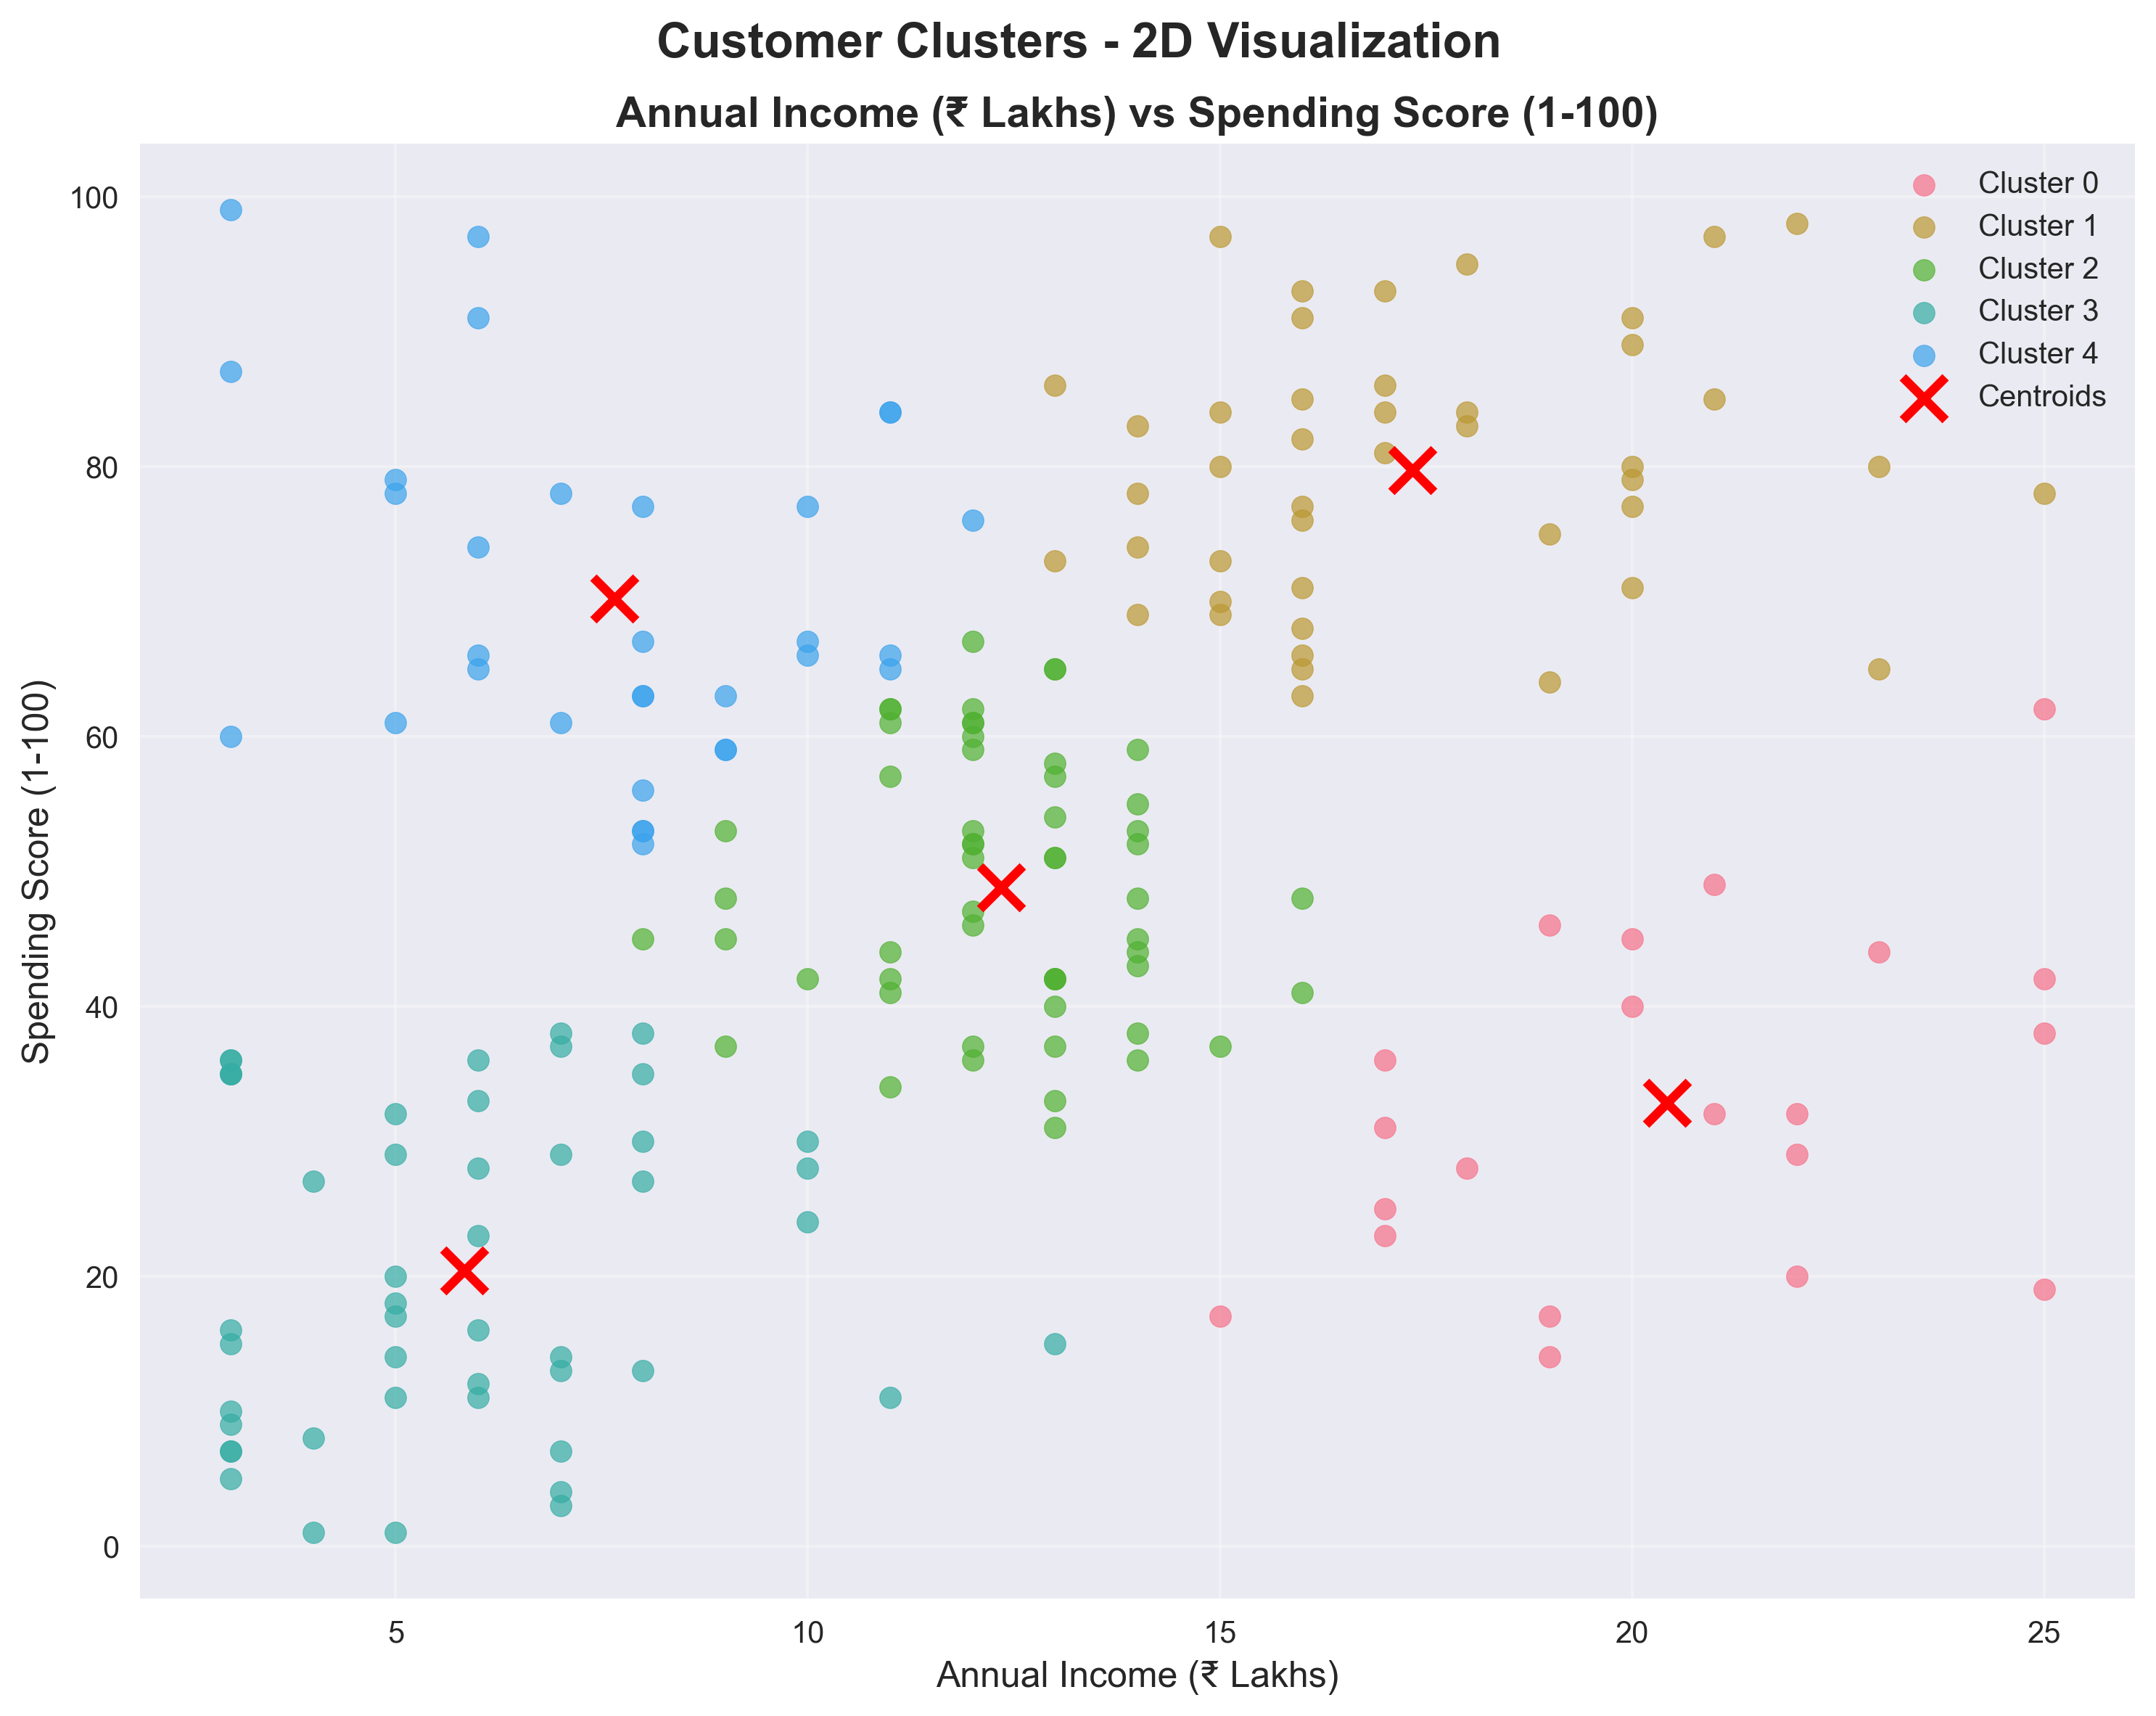 Customer Clusters - 2D Visualization
Annual Income (₹ Lakhs) vs Spending Score (1-100)
Cluster 0
Cluster 1
Cluster 2
Cluster 3
Cluster 4
Centroids
Spending Score (1-100)
100
80
60
40
20
0
5
10
15
20
25
Annual Income (₹ Lakhs)